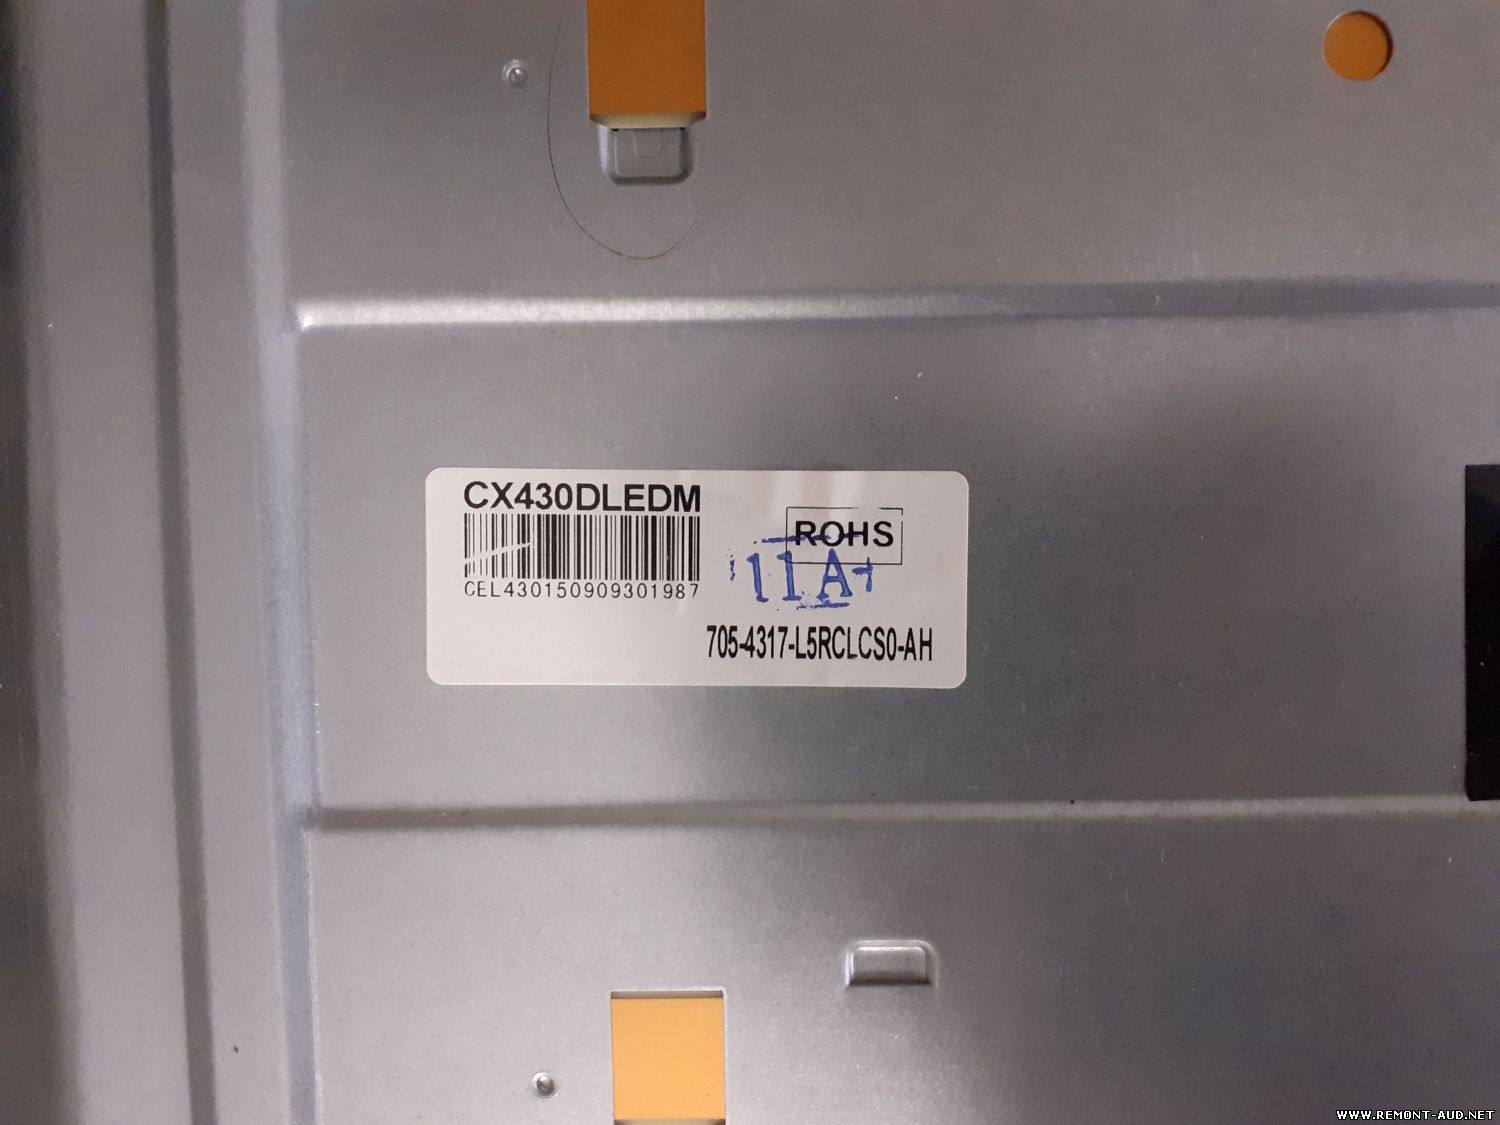 CX430DLEDM
CEL430150909301987
ROHS
11A
705-4317-L5RCLCS0-AH
WWW.REMONT-AUD.NET